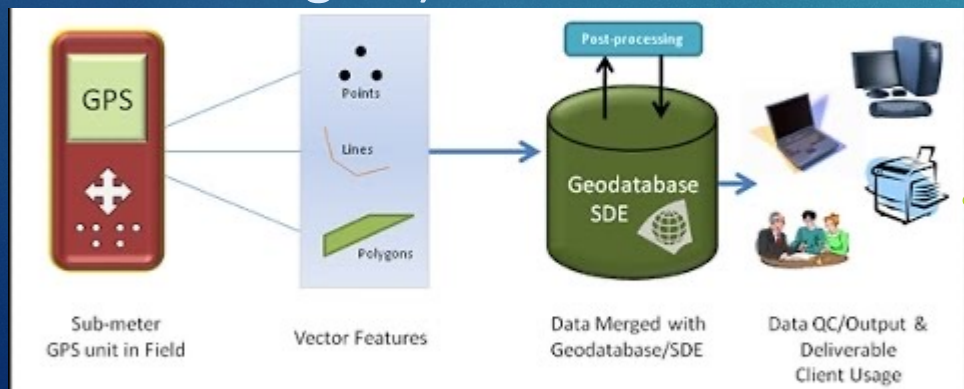 GPS
Points
Lines
Polygons
Post-processing
Geodatabase
SDE
Sub-meter
GPS unit in Field
Vector Features
Data Merged with
Geodatabase/SDE
Data QC/Output &
Deliverable
Client Usage